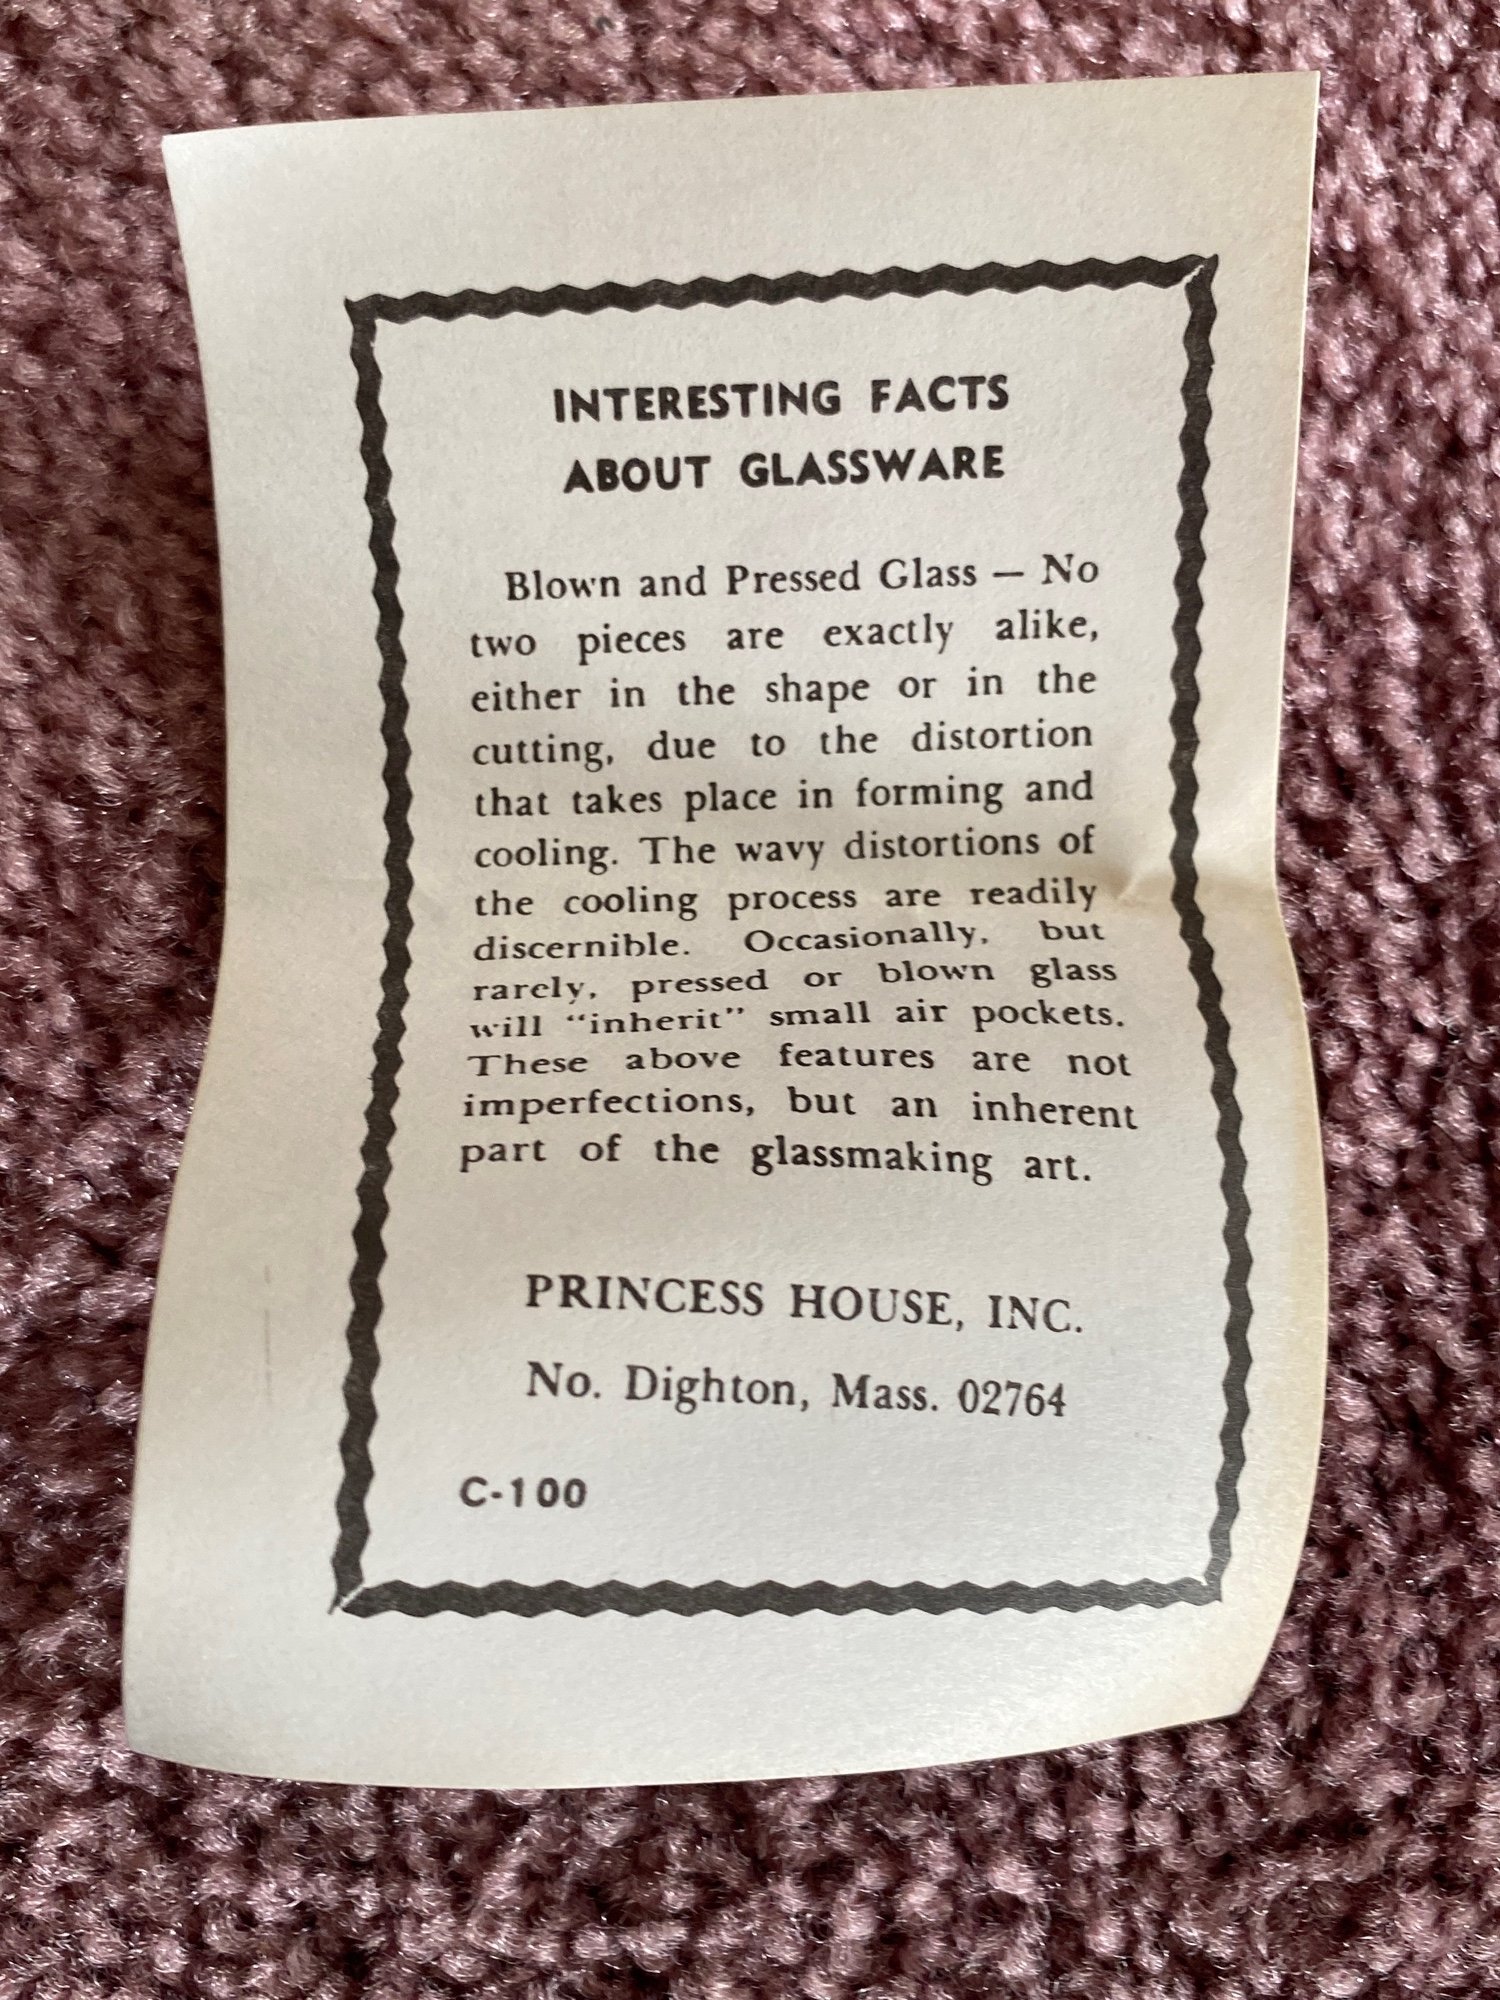 INTERESTING FACTS
ABOUT GLASSWARE
Blown and Pressed Glass — No
two pieces are exactly alike,
either in the shape or in the
cutting, due to the distortion
that takes place in forming and
cooling. The wavy distortions of
the cooling process are readily
discernible. Occasionally, but
rarely, pressed or blown glass
will “inherit” small air pockets.
These above features are not
imperfections, but an inherent
part of the glassmaking art.
PRINCESS HOUSE, INC.
No. Dighton, Mass. 02764
C-100